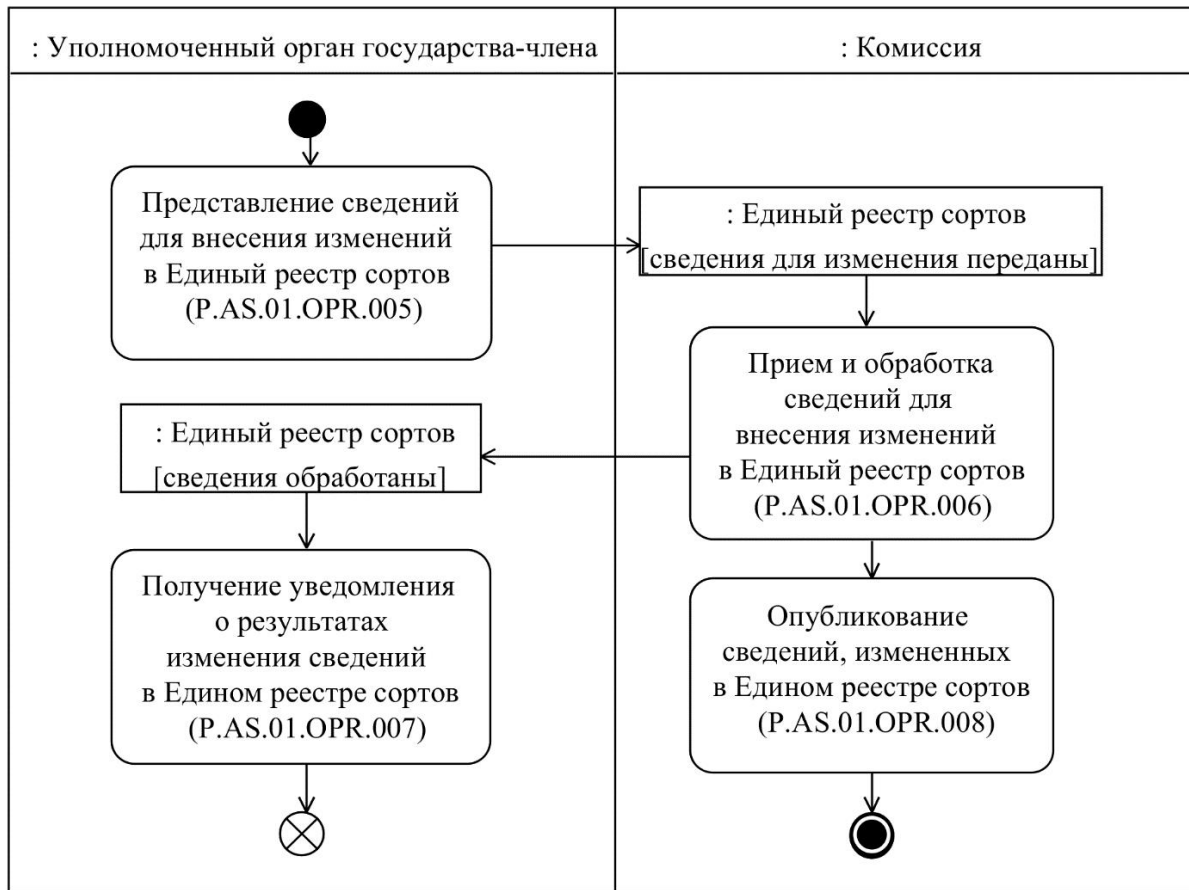 : Уполномоченный орган государства-члена
: Комиссия
Представление сведений
для внесения изменений
в Единый реестр сортов
(P.AS.01.OPR.005)
: Единый реестр сортов
[сведения для изменения переданы]
Прием и обработка
сведений для
внесения изменений
в Единый реестр сортов
(P.AS.01.OPR.006)
: Единый реестр сортов
[сведения обработаны]
Получение уведомления
о результатах
изменения сведений
в Едином реестре сортов
(P.AS.01.OPR.007)
Опубликование
сведений, измененных
в Едином реестре сортов
(P.AS.01.OPR.008)